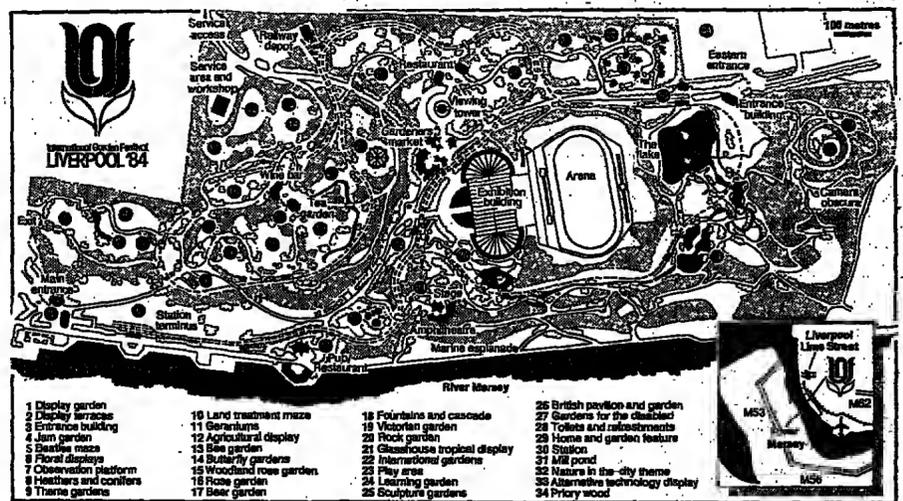 International Garden Festival
LIVERPOOL '84
Service access
Service area and workshop
Railway depot
Restaurant
Viewing tower
Gardeners market
Wine bar
Tea garden
Exhibition building
Arena
The lake
Eastern entrance
100 metres
Entrance building
Camera obscura
Exit
Main entrance
Station terminus
Pub/Restaurant
Stage
Amphitheatre
Marine esplanade
River Mersey
Liverpool Lime Street
M62
M53
Mersey
M56
1 Display garden
2 Display terraces
3 Entrance building
4 Jam garden
5 Beatles maze
6 Floral displays
7 Observation platform
8 Heathers and conifers
9 Theme gardens
10 Land treatment maze
11 Geraniums
12 Agricultural display
13 Bee garden
14 Butterfly gardens
15 Woodland rose garden
16 Rose garden
17 Beer garden
18 Fountains and cascade
19 Victorian garden
20 Rock garden
21 Glasshouse tropical display
22 International gardens
23 Play area
24 Learning garden
25 Sculpture gardens
26 British pavilion and garden
27 Gardens for the disabled
28 Toilets and refreshments
29 Home and garden feature
30 Station
31 Mill pond
32 Nature in the city theme
33 Alternative technology display
34 Priory wood